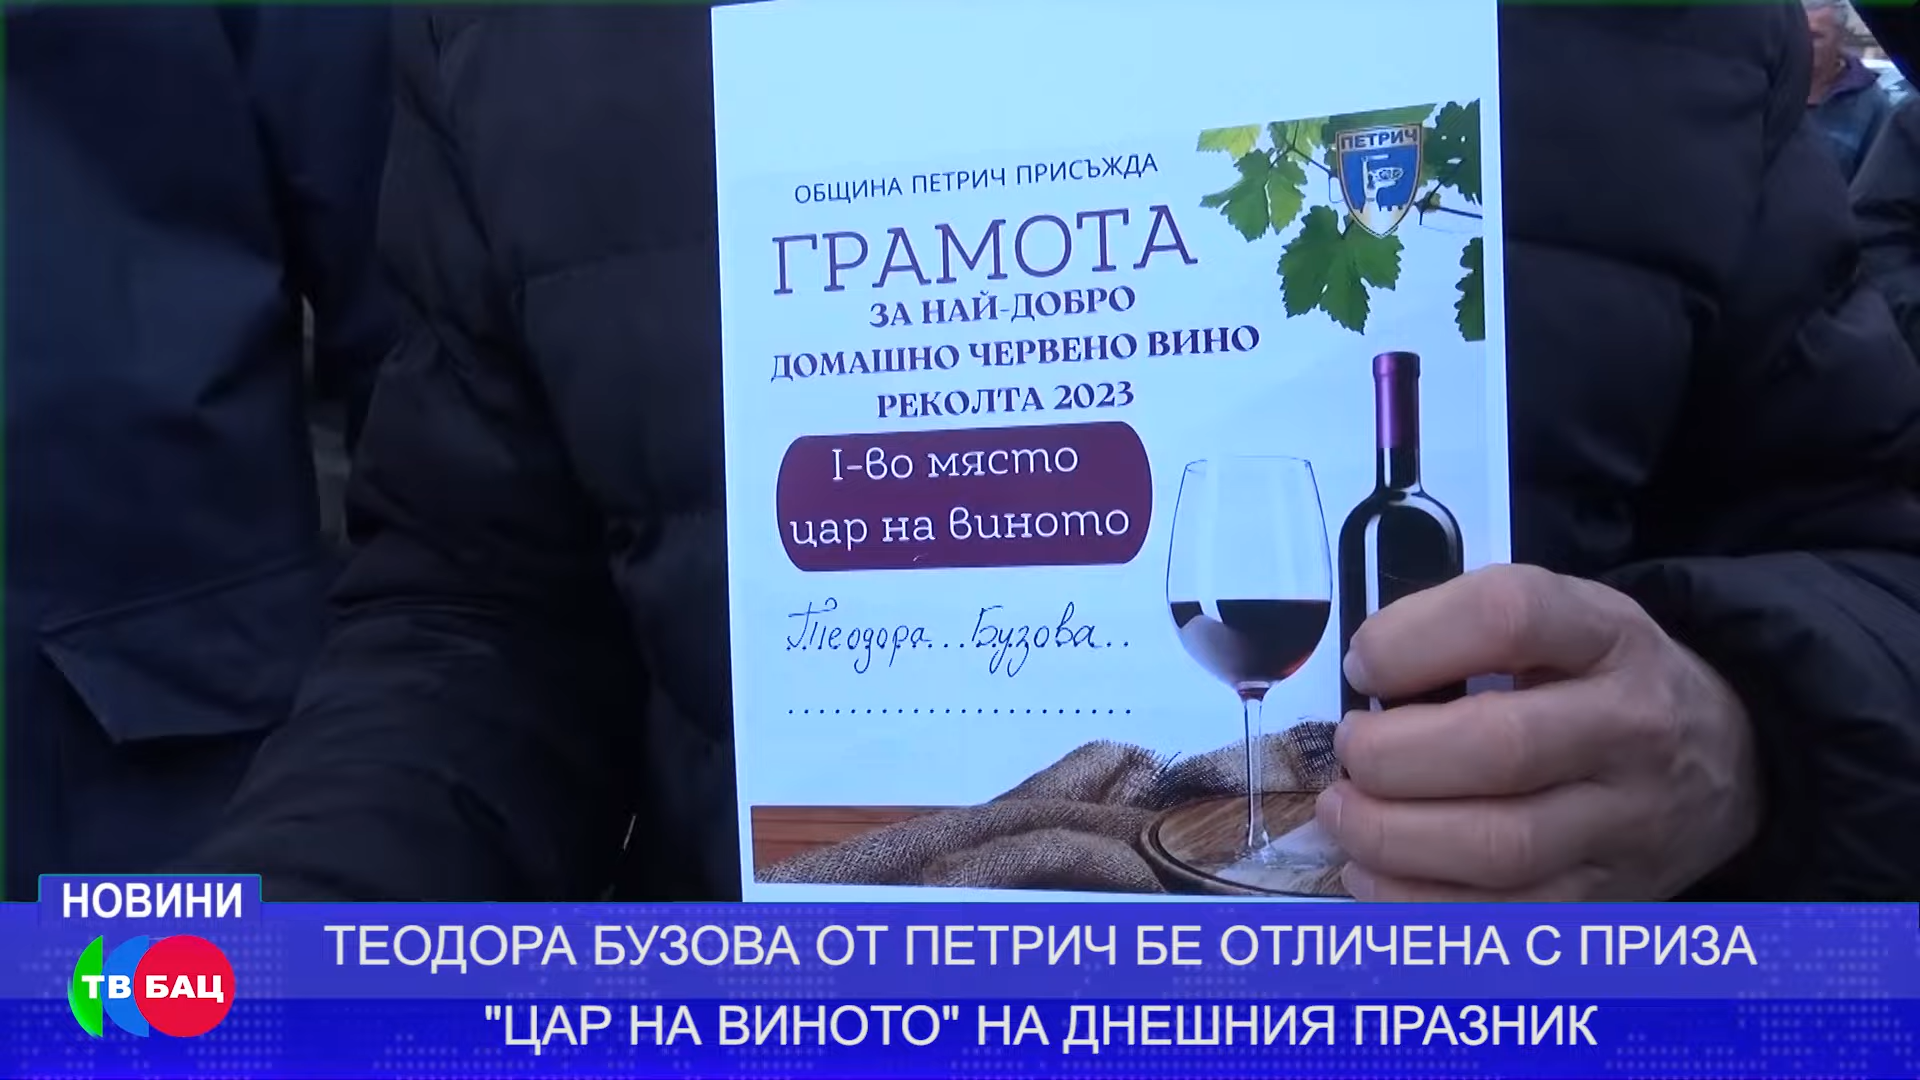 ПЕТРИЧ
ОБЩИНА ПЕТРИЧ ПРИСЪЖДА
ГРАМОТА
ЗА НАЙ-ДОБРО
ДОМАШНО ЧЕРВЕНО ВИНО
РЕКОЛТА 2023
I-во място
цар на виното
Теодора...Бузова..
НОВИНИ
ТВ БАЦ
ТЕОДОРА БУЗОВА ОТ ПЕТРИЧ БЕ ОТЛИЧЕНА С ПРИЗА
"ЦАР НА ВИНОТО" НА ДНЕШНИЯ ПРАЗНИК